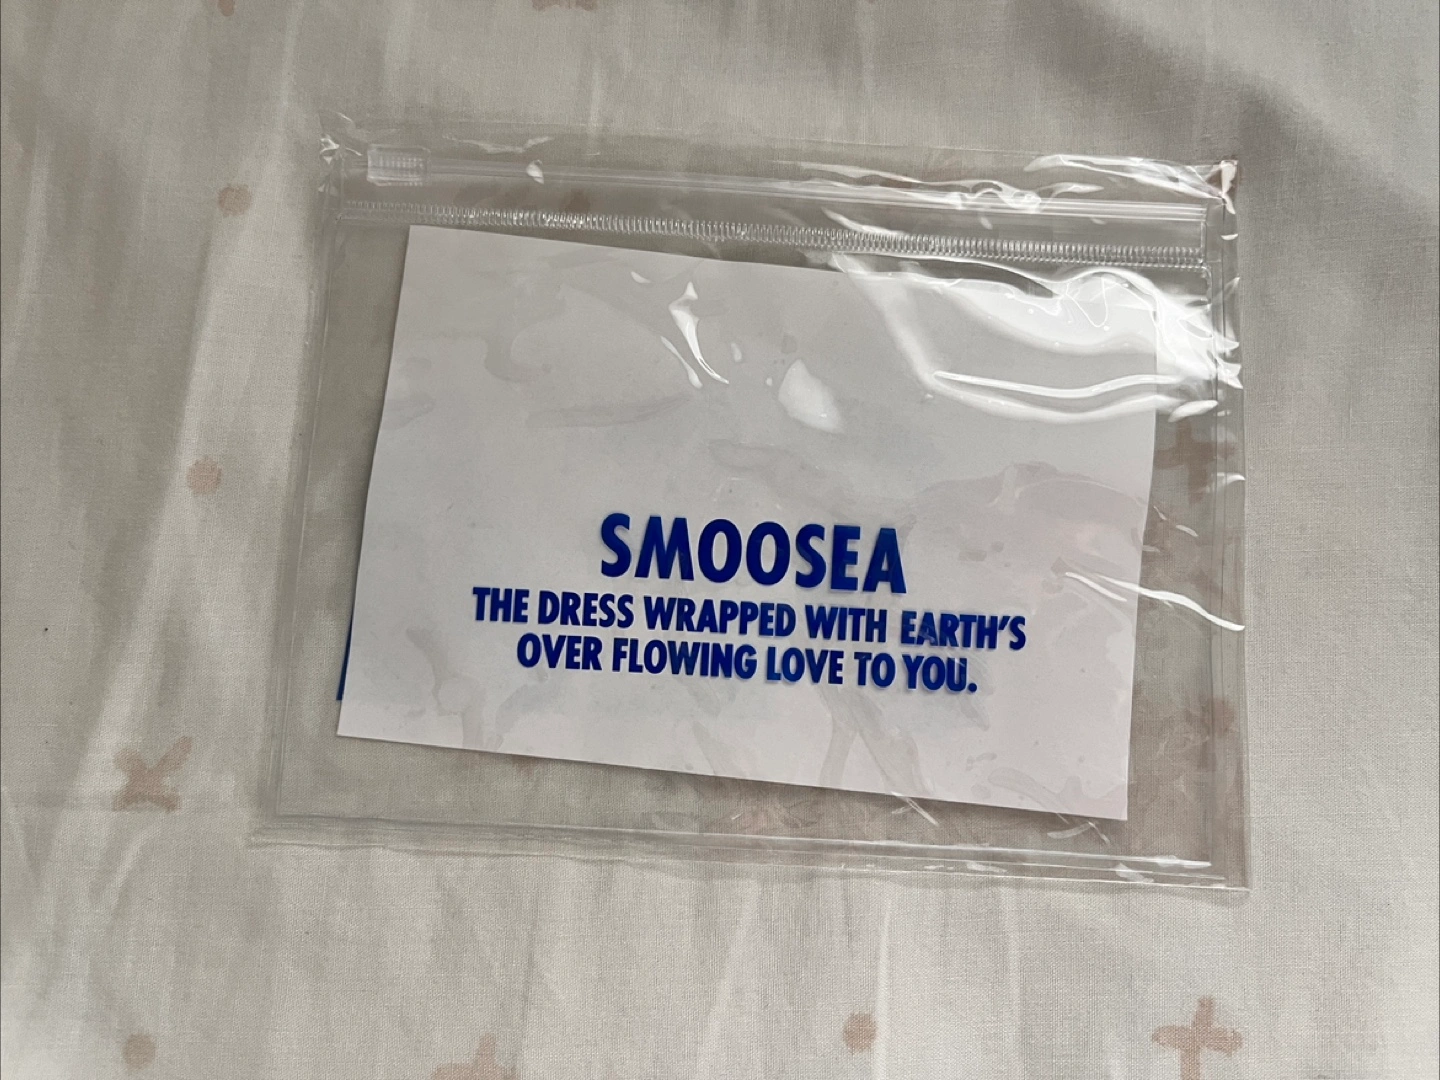 SMOOSEA
THE DRESS WRAPPED WITH EARTH'S
OVER FLOWING LOVE TO YOU.